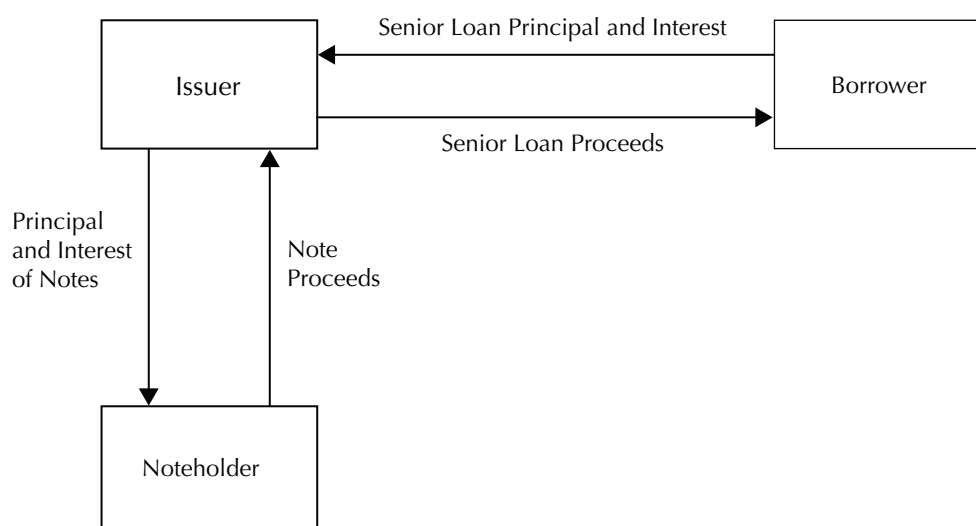 Senior Loan Principal and Interest
Issuer
Borrower
Senior Loan Proceeds
Principal
and Interest
of Notes
Note
Proceeds
Noteholder